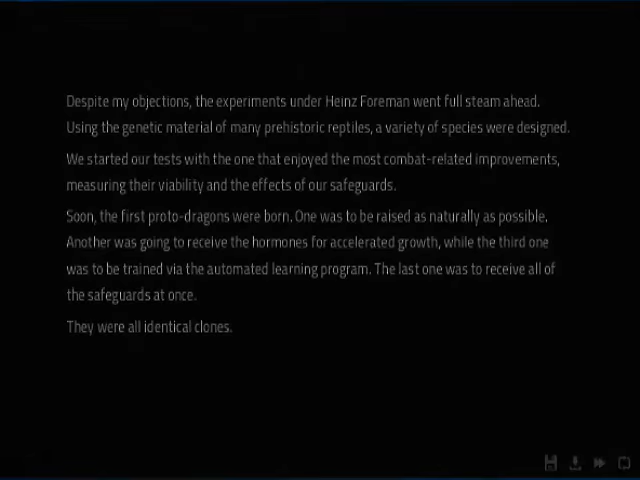 Despite my objections, the experiments under Heinz Foreman went full steam ahead.
Using the genetic material of many prehistoric reptiles, a variety of species were designed.
We started our tests with the one that enjoyed the most combat-related improvements,
measuring their viability and the effects of our safeguards.
Soon, the first proto-dragons were born. One was to be raised as naturally as possible.
Another was going to receive the hormones for accelerated growth, while the third one
was to be trained via the automated learning program. The last one was to receive all of
the safeguards at once.
They were all identical clones.